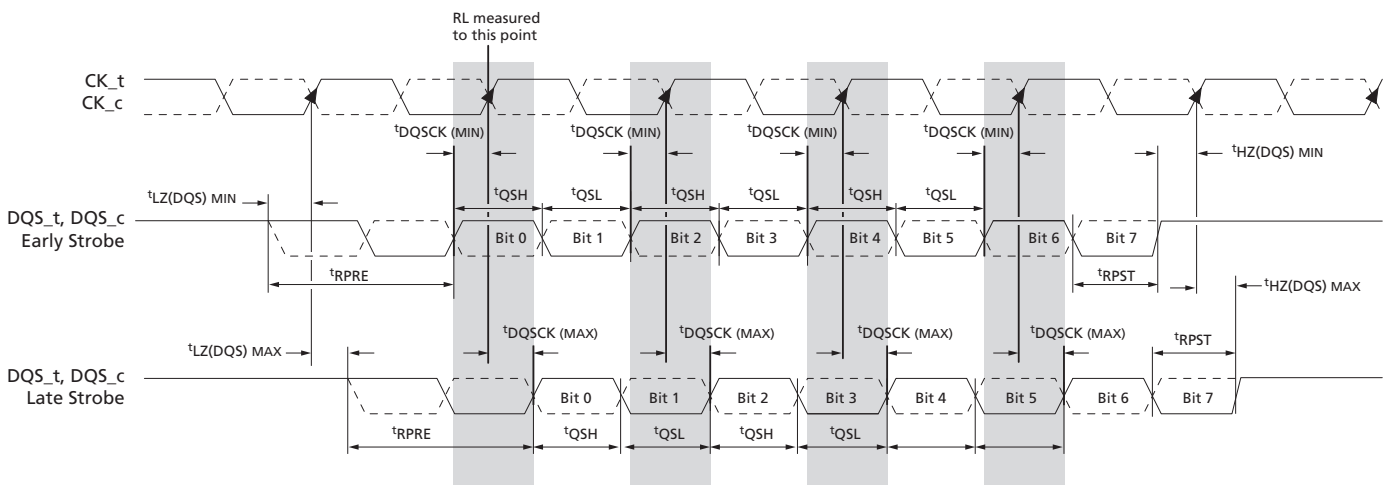 RL measured
to this point
CK_t
CK_c
tDQSCK (MIN) tDQSCK (MIN) tDQSCK (MIN) tDQSCK (MIN)
tHZ(DQS) MIN
tLZ(DQS) MIN
tQSH tQSL tQSH tQSL tQSH tQSL
DQS_t, DQS_c
Early Strobe
Bit 0 Bit 1 Bit 2 Bit 3 Bit 4 Bit 5 Bit 6 Bit 7
tRPRE
tRPST
tHZ(DQS) MAX
tDQSCK (MAX) tDQSCK (MAX) tDQSCK (MAX) tDQSCK (MAX)
tRPST
tLZ(DQS) MAX
DQS_t, DQS_c
Late Strobe
Bit 0 Bit 1 Bit 2 Bit 3 Bit 4 Bit 5 Bit 6 Bit 7
tRPRE tQSH tQSL tQSH tQSL